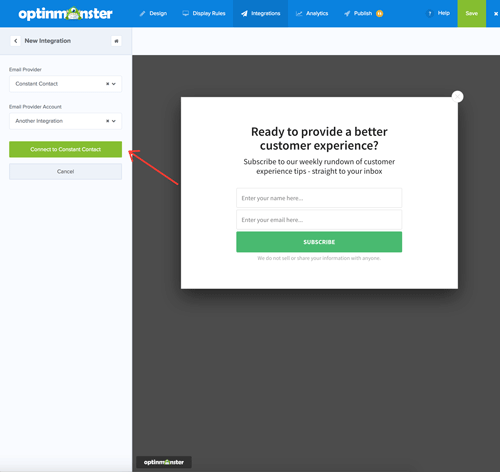 optinmonster
Design
Display Rules
Integrations
Analytics
Publish
? Help
Save
New Integration
Email Provider
Constant Contact
Email Provider Account
Another Integration
Connect to Constant Contact
Cancel
Ready to provide a better
customer experience?
Subscribe to our weekly rundown of customer
experience tips - straight to your inbox
Enter your name here...
Enter your email here...
SUBSCRIBE
We do not sell or share your information with anyone.
optinmonster